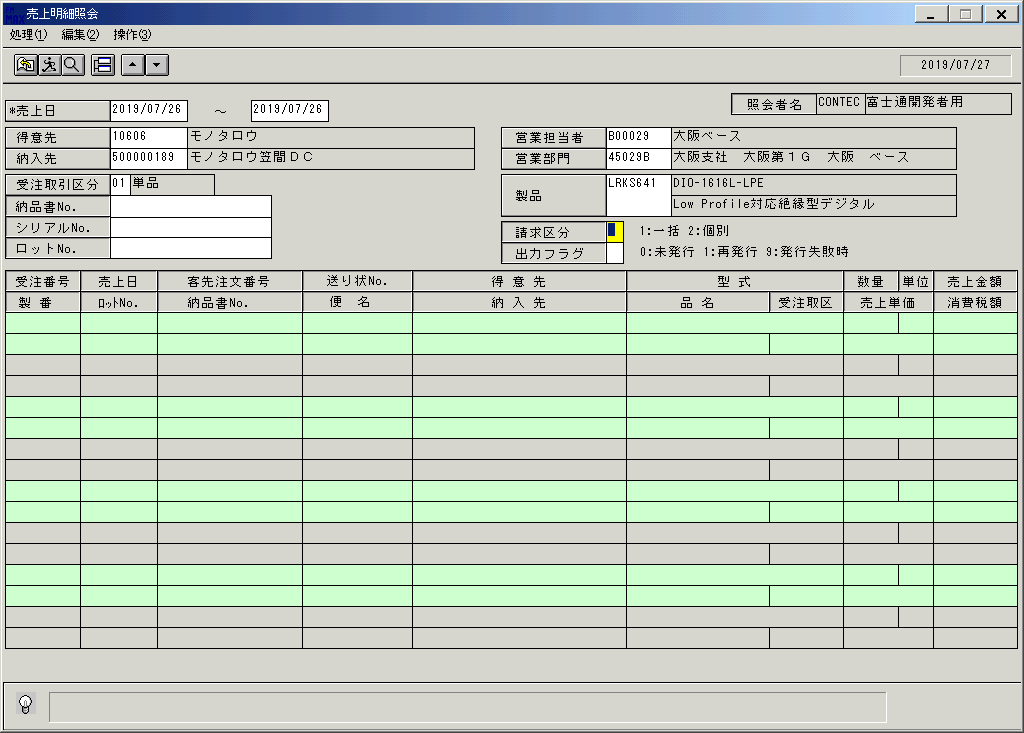 売上明細照会
処理(1) 編集(2) 操作(3)
2019/07/27
照会者名 CONTEC 富士通開発者用
*売上日 2019/07/26 ～ 2019/07/26
得意先 10606 モノタロウ
納入先 500000189 モノタロウ笠間ＤＣ
営業担当者 B00029 大阪ベース
営業部門 45029B 大阪支社 大阪第１Ｇ 大阪 ベース
受注取引区分 01 単品
納品書No.
シリアルNo.
ロットNo.
製品 LRKS641 DIO-1616L-LPE
Low Profile対応絶縁型デジタル
請求区分 1:一括 2:個別
出力フラグ 0:未発行 1:再発行 9:発行失敗時
受注番号 売上日 客先注文番号 送り状No. 得意先 型式 数量 単位 売上金額
製番 ﾛｯﾄNo. 納品書No. 便名 納入先 品名 受注取区 売上単価 消費税額